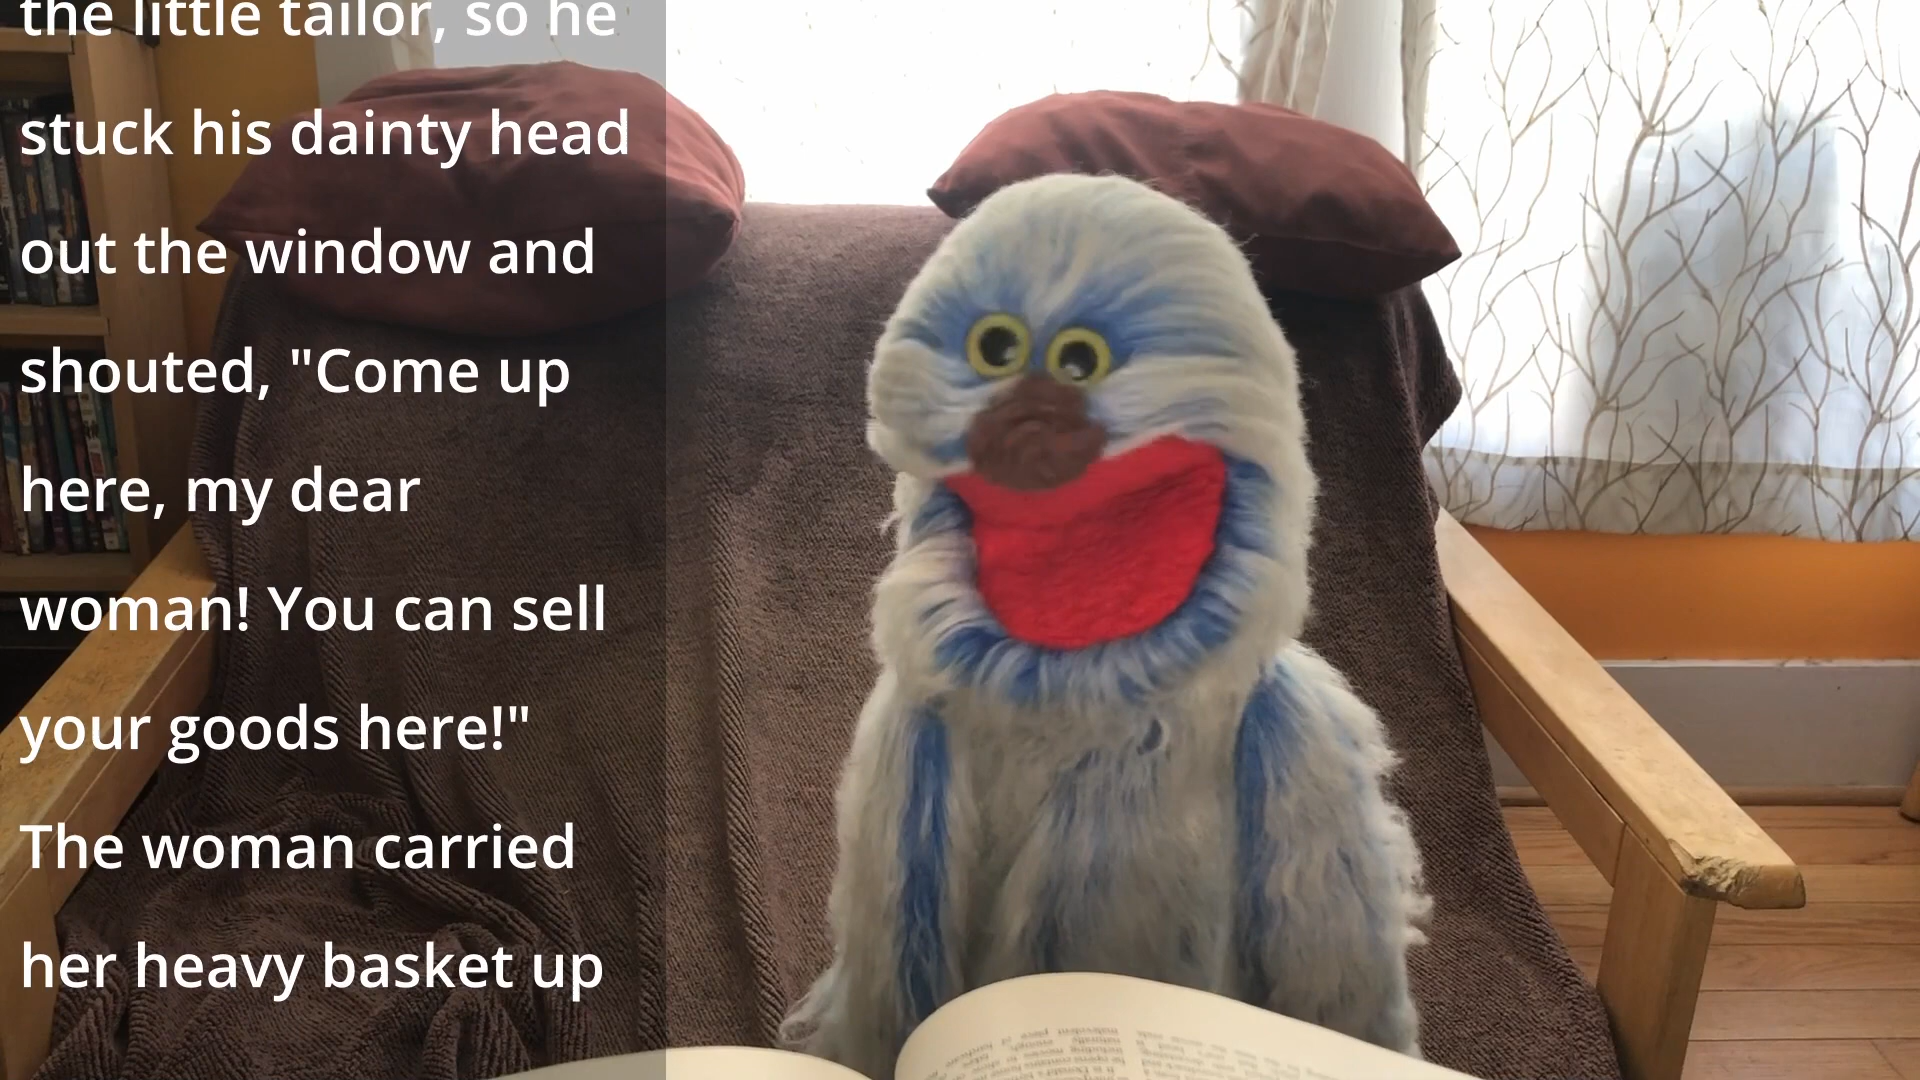 the little tailor, so he
stuck his dainty head
out the window and
shouted, "Come up
here, my dear
woman! You can sell
your goods here!"
The woman carried
her heavy basket up